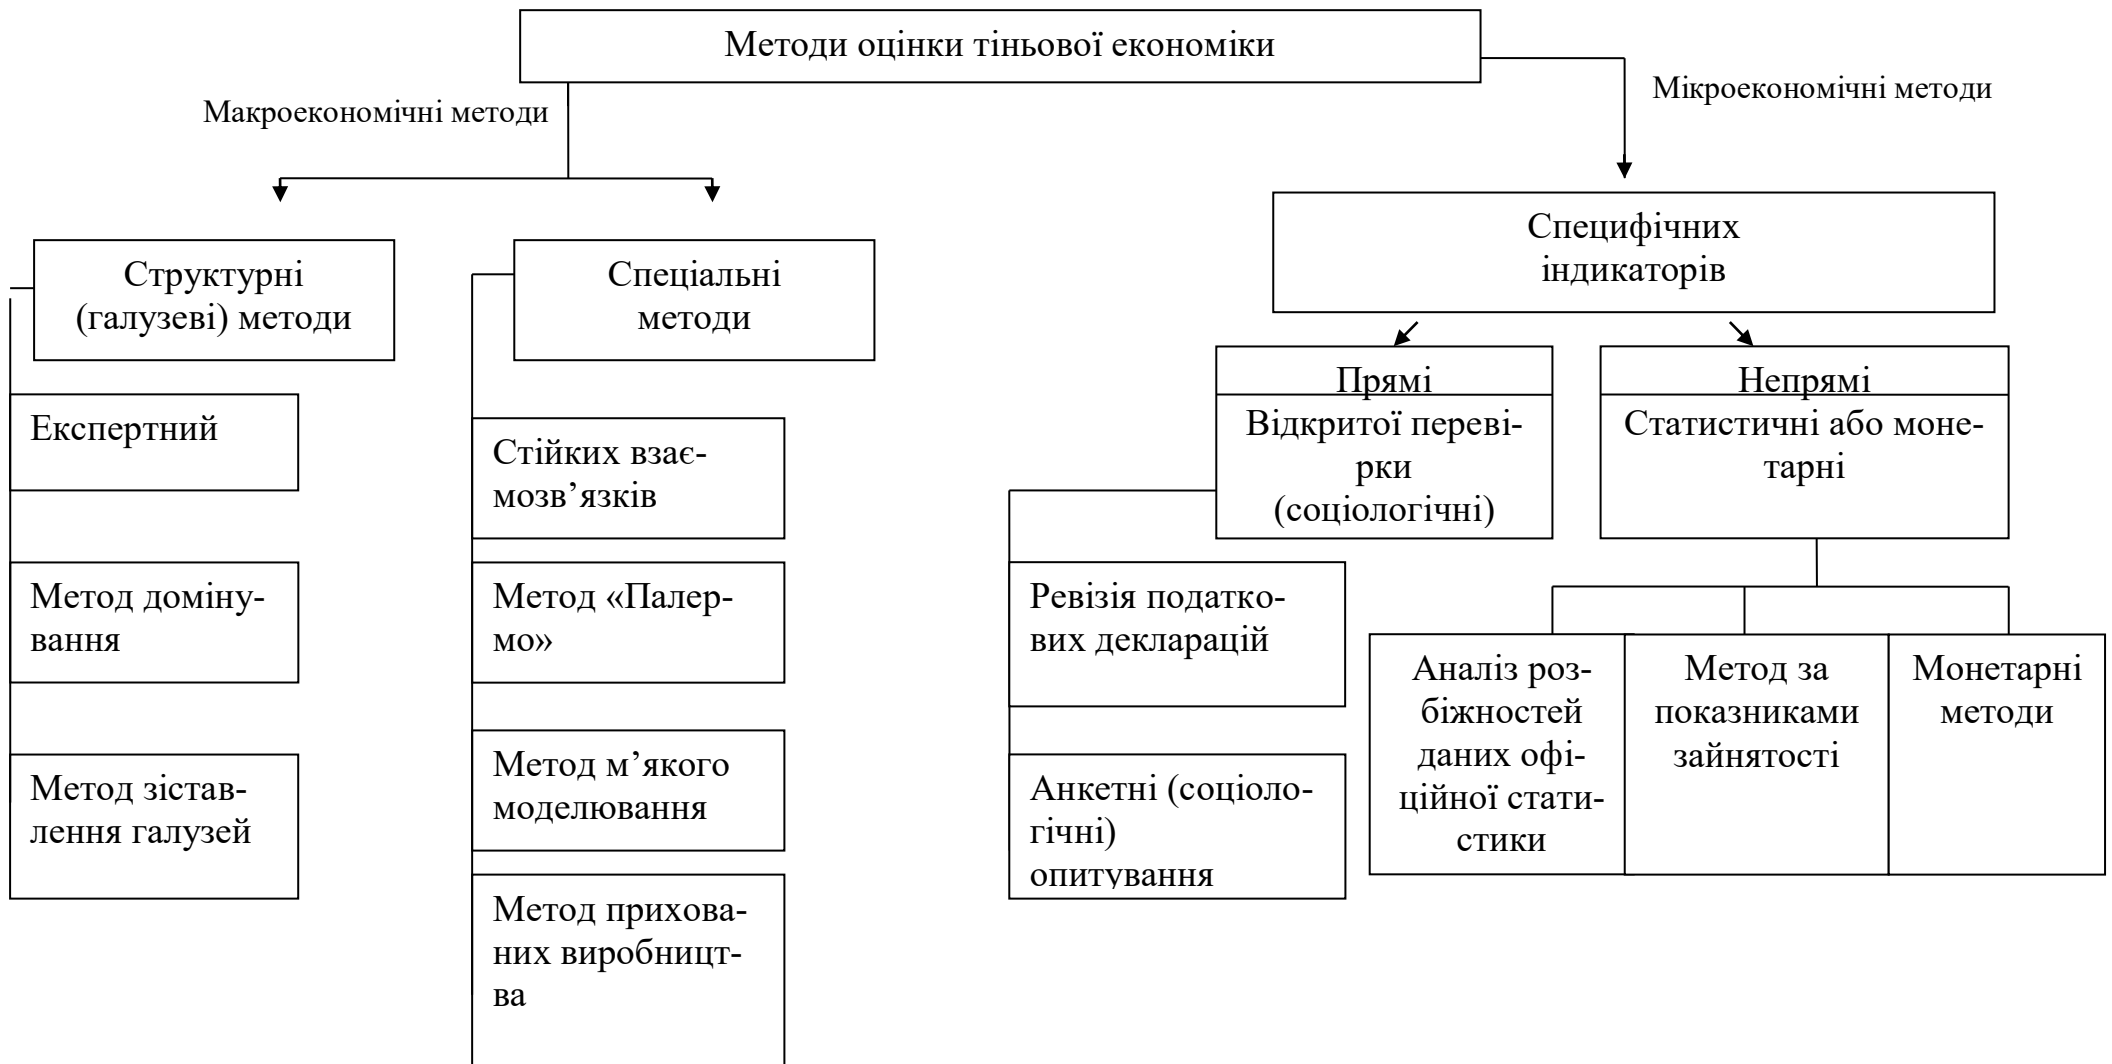 Методи оцінки тіньової економіки
Макроекономічні методи
Мікроекономічні методи
Структурні
(галузеві) методи
Експертний
Метод доміну-
вання
Метод зістав-
лення галузей
Спеціальні
методи
Стійких взає-
мозв’язків
Метод «Палер-
мо»
Метод м’якого
моделювання
Метод прихова-
них виробницт-
ва
Специфічних
індикаторів
Прямі
Відкритої переві-
рки
(соціологічні)
Ревізія податко-
вих декларацій
Анкетні (соціоло-
гічні)
опитування
Непрямі
Статистичні або моне-
тарні
Аналіз роз-
біжностей
даних офі-
ційної стати-
стики
Метод за
показниками
зайнятості
Монетарні
методи